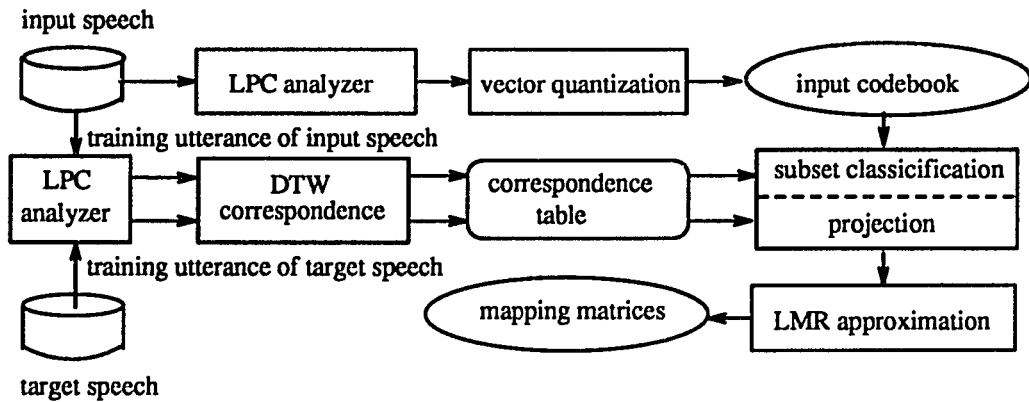 input speech
LPC analyzer
vector quantization
input codebook
training utterance of input speech
LPC
analyzer
DTW
correspondence
correspondence
table
subset classicification
projection
training utterance of target speech
mapping matrices
LMR approximation
target speech